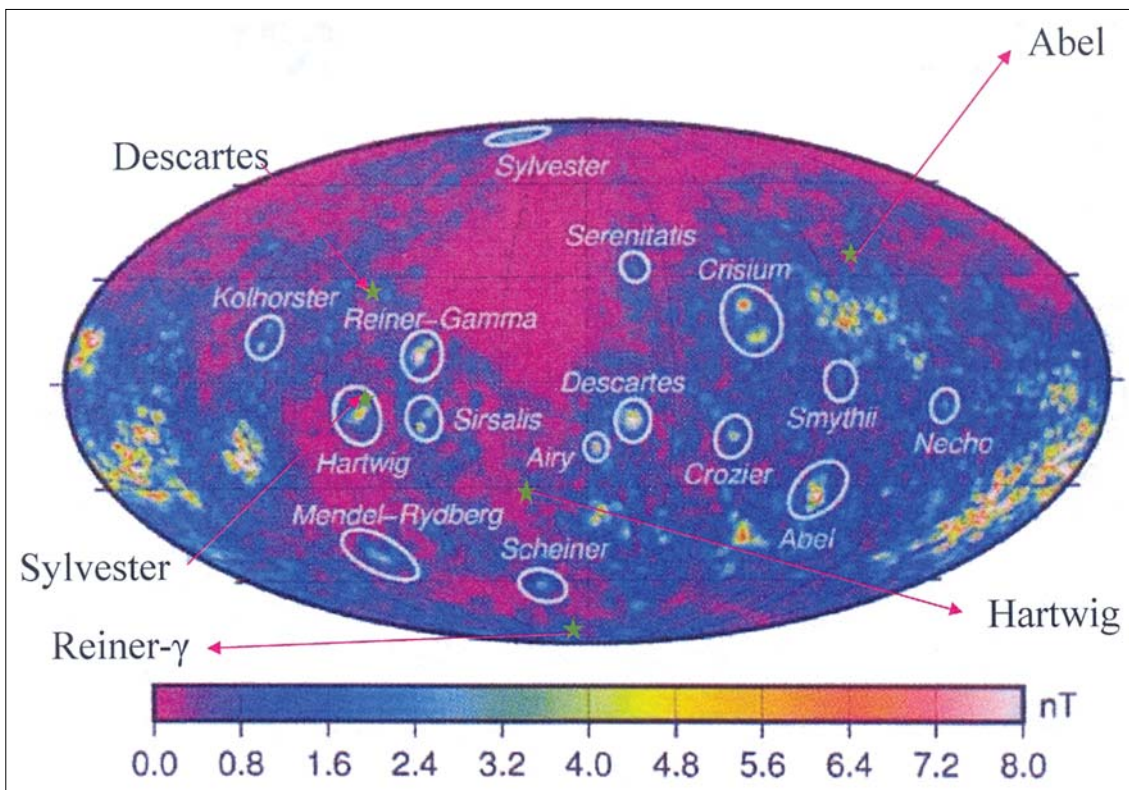 Abel
Descartes
Sylvester
Serenitatis
Crisium
Kolhorster
Reiner-Gamma
Descartes
Smythii
Sirsalis
Necho
Hartwig
Airy
Crozier
Mendel-Rydberg
Abel
Scheiner
Sylvester
Hartwig
Reiner-γ
nT
0.0 0.8 1.6 2.4 3.2 4.0 4.8 5.6 6.4 7.2 8.0